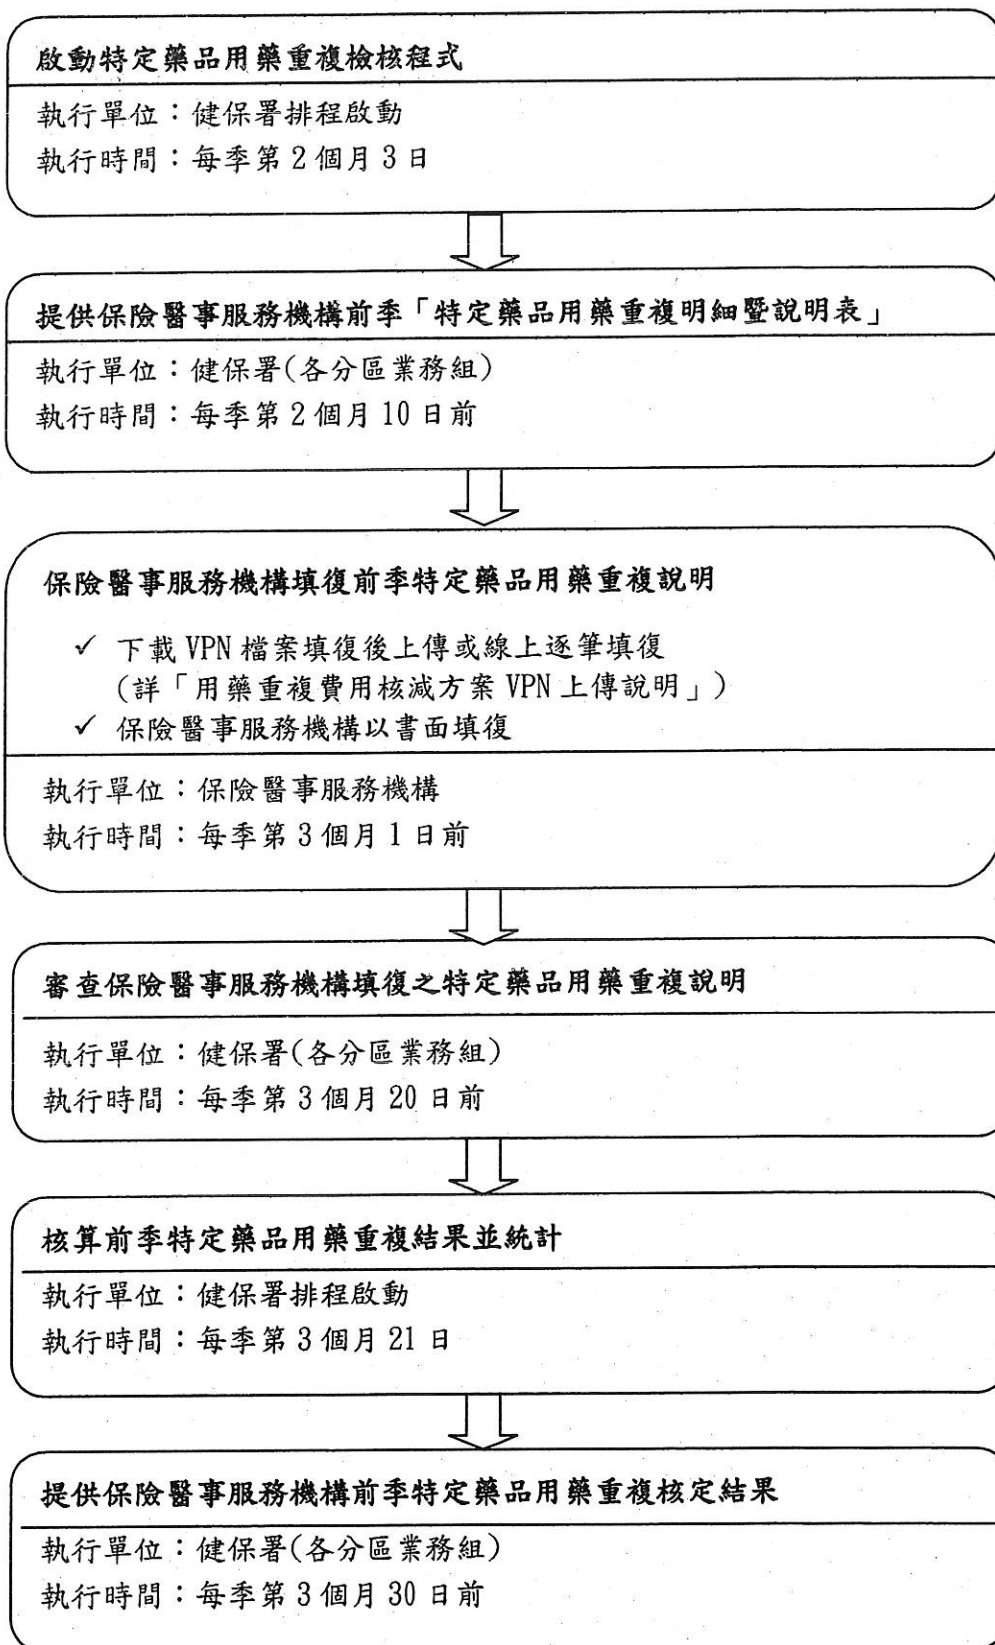 啟動特定藥品用藥重複檢核程式
執行單位：健保署排程啟動
執行時間：每季第 2 個月 3 日
提供保險醫事服務機構前季「特定藥品用藥重複明細暨說明表」
執行單位：健保署(各分區業務組)
執行時間：每季第 2 個月 10 日前
保險醫事服務機構填復前季特定藥品用藥重複說明
✓ 下載 VPN 檔案填復後上傳或線上逐筆填復
(詳「用藥重複費用核減方案 VPN 上傳說明」)
✓ 保險醫事服務機構以書面填復
執行單位：保險醫事服務機構
執行時間：每季第 3 個月 1 日前
審查保險醫事服務機構填復之特定藥品用藥重複說明
執行單位：健保署(各分區業務組)
執行時間：每季第 3 個月 20 日前
核算前季特定藥品用藥重複結果並統計
執行單位：健保署排程啟動
執行時間：每季第 3 個月 21 日
提供保險醫事服務機構前季特定藥品用藥重複核定結果
執行單位：健保署(各分區業務組)
執行時間：每季第 3 個月 30 日前